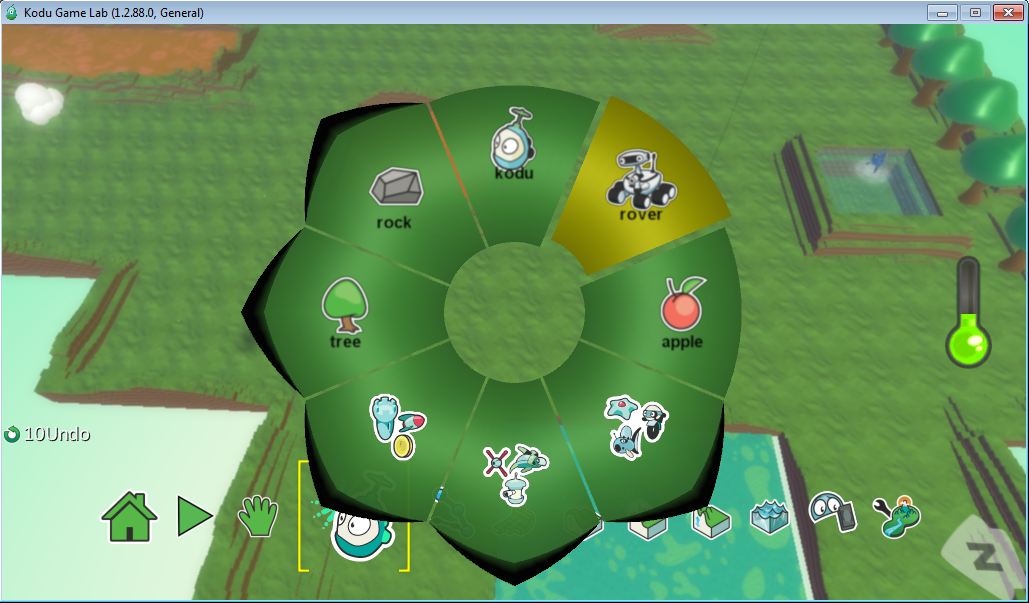 Kodu Game Lab (1.2.88.0, General)
kodu
rover
rock
apple
tree
10Undo
Z